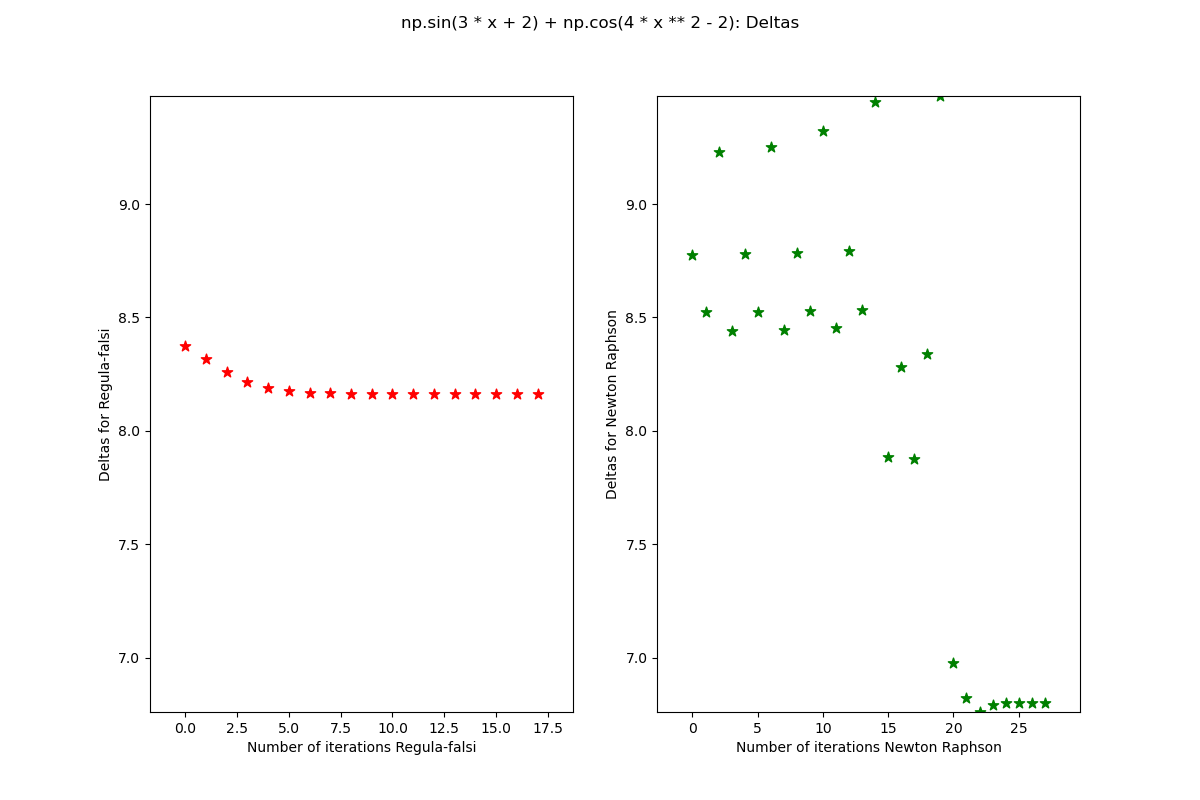 np.sin(3 * x + 2) + np.cos(4 * x ** 2 - 2): Deltas
Deltas for Regula-falsi
9.0
8.5
8.0
7.5
7.0
0.0 2.5 5.0 7.5 10.0 12.5 15.0 17.5
Number of iterations Regula-falsi
Deltas for Newton Raphson
9.0
8.5
8.0
7.5
7.0
0 5 10 15 20 25
Number of iterations Newton Raphson